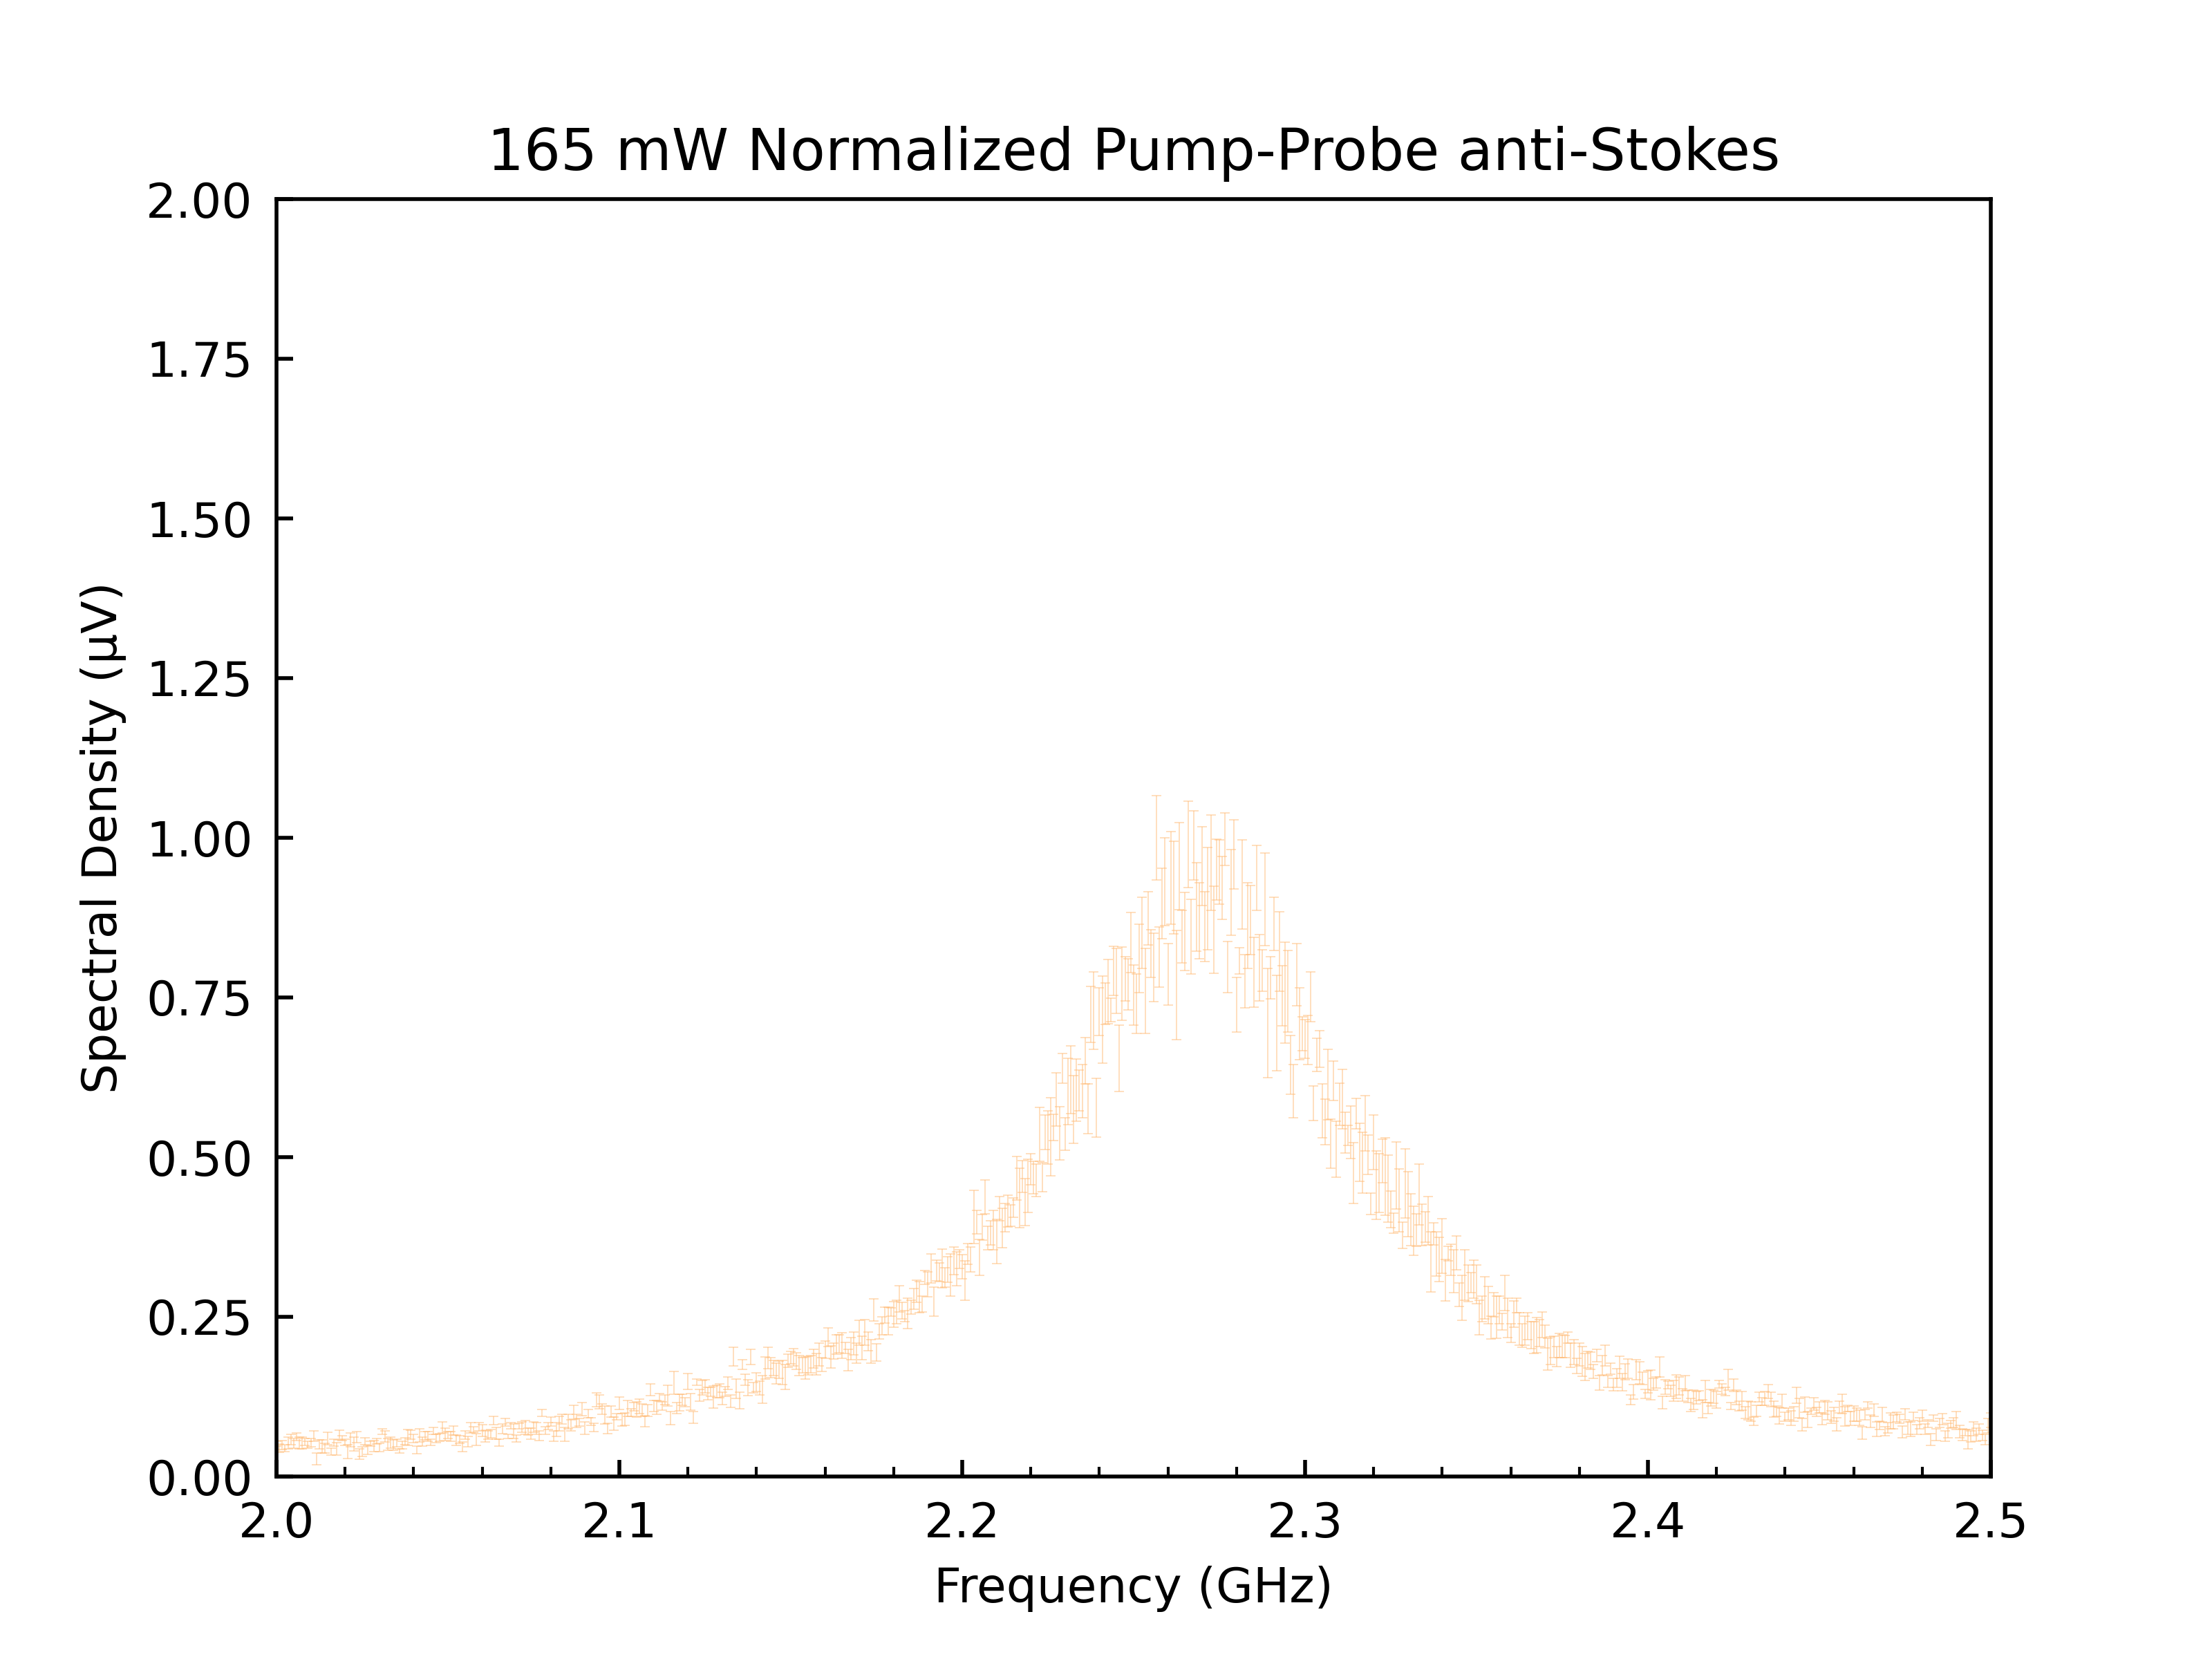 165 mW Normalized Pump-Probe anti-Stokes
2.00
1.75
1.50
1.25
1.00
0.75
0.50
0.25
0.00
Spectral Density (µV)
2.0 2.1 2.2 2.3 2.4 2.5
Frequency (GHz)